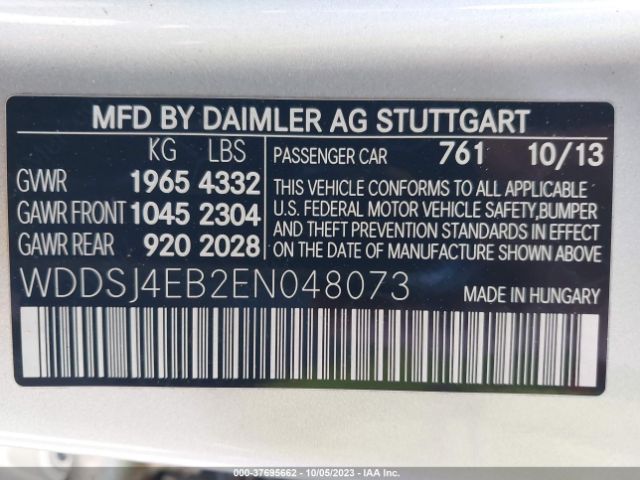 MFD BY DAIMLER AG STUTTGART
KG LBS
GVWR 1965 4332
GAWR FRONT 1045 2304
GAWR REAR 920 2028
PASSENGER CAR 761 10/13
THIS VEHICLE CONFORMS TO ALL APPLICABLE
U.S. FEDERAL MOTOR VEHICLE SAFETY,BUMPER
AND THEFT PREVENTION STANDARDS IN EFFECT
ON THE DATE OF MANUFACTURE SHOWN ABOVE
WDDSJ4EB2EN048073 MADE IN HUNGARY
000-37695662 - 10/05/2023 - IAA Inc.